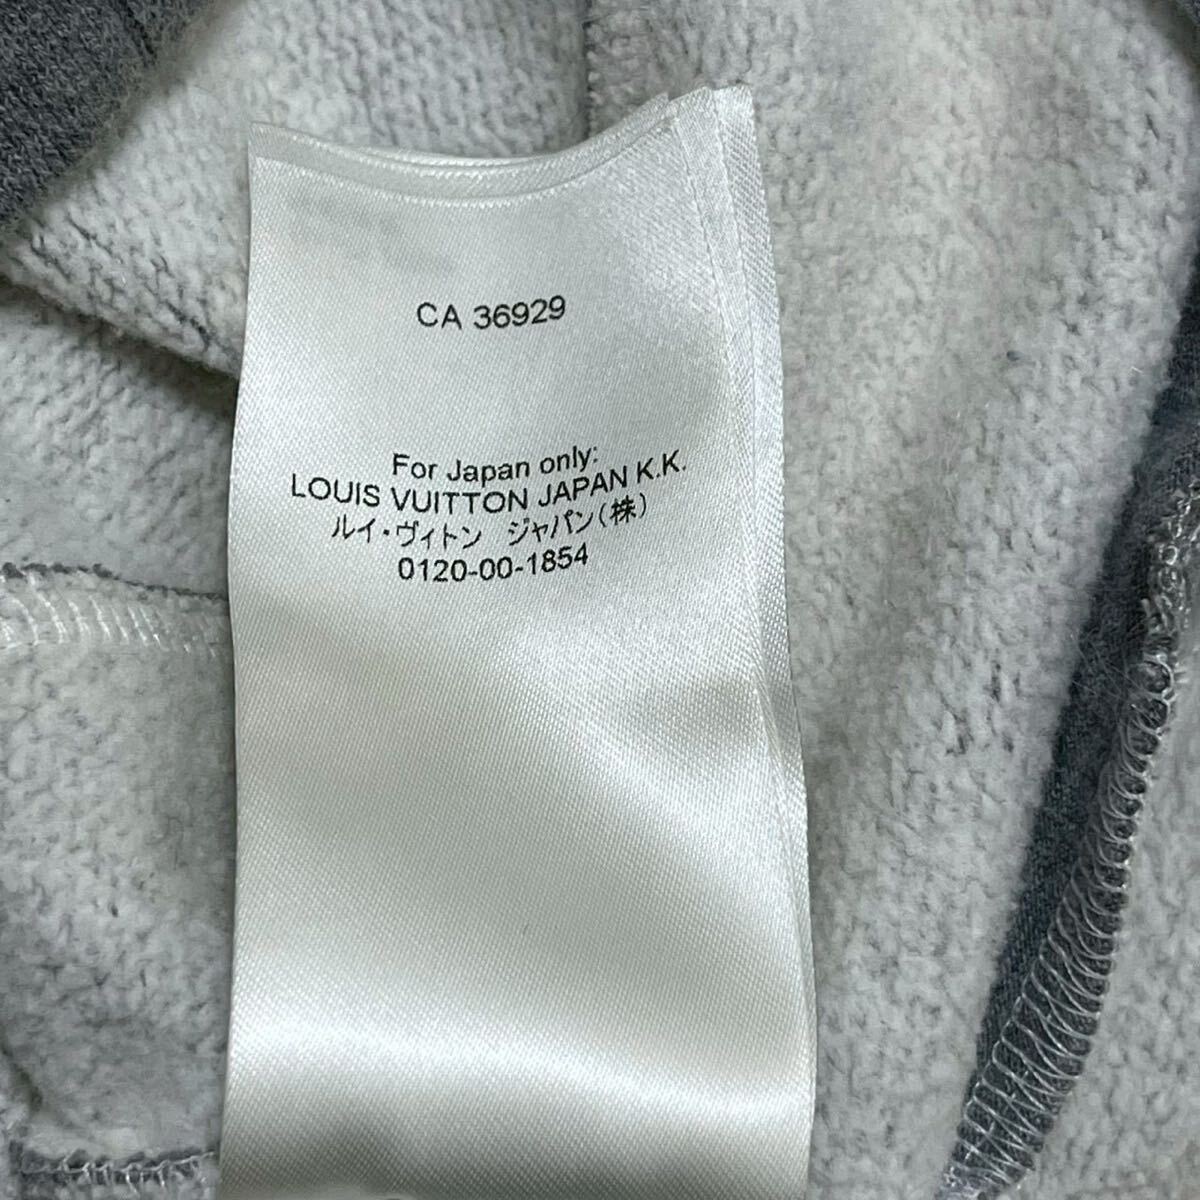 CA 36929
For Japan only:
LOUIS VUITTON JAPAN K.K.
ルイ・ヴィトン ジャパン(株)
0120-00-1854